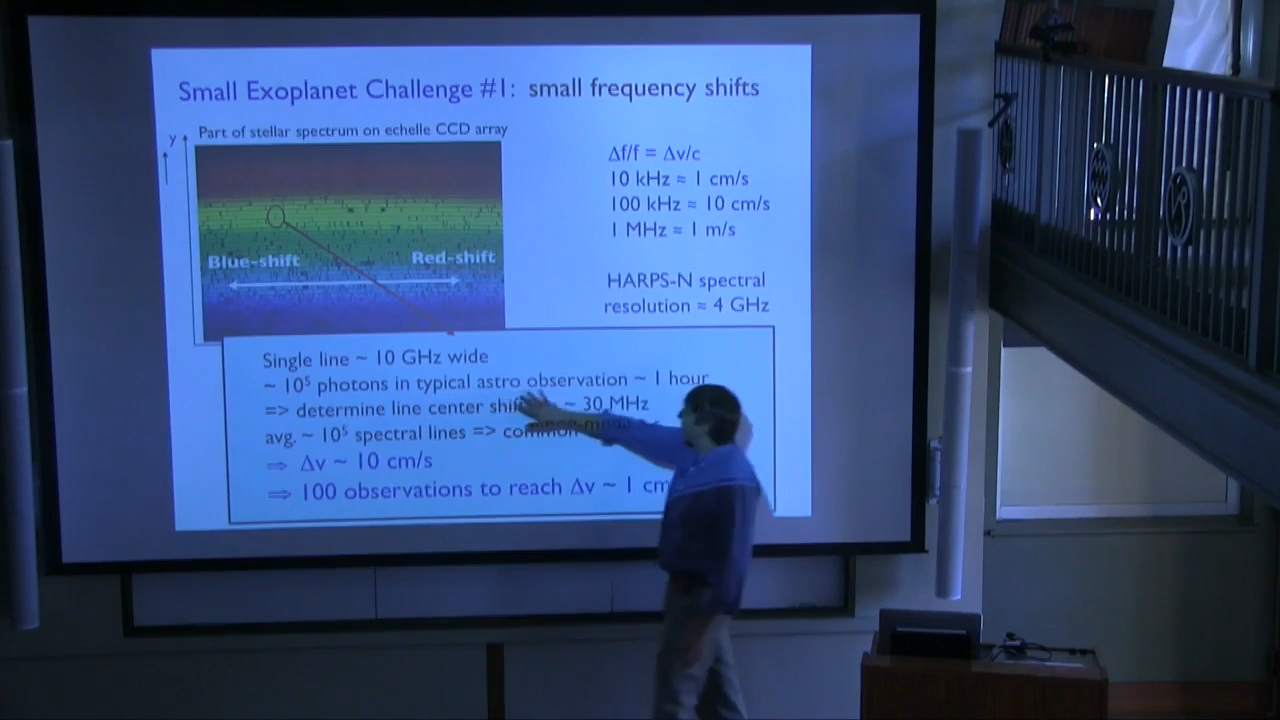 Small Exoplanet Challenge #1: small frequency shifts
Part of stellar spectrum on echelle CCD array
y
Blue-shift
Red-shift
Δf/f = Δv/c
10 kHz ≈ 1 cm/s
100 kHz ≈ 10 cm/s
1 MHz ≈ 1 m/s
HARPS-N spectral
resolution ≈ 4 GHz
Single line ~ 10 GHz wide
~ 10⁵ photons in typical astro observation ~ 1 hour
=> determine line center ~ 30 MHz
avg. ~ 10⁵ spectral lines =>
⇒ Δv ~ 10 cm/s
⇒ 100 observations to reach Δv ~ 1